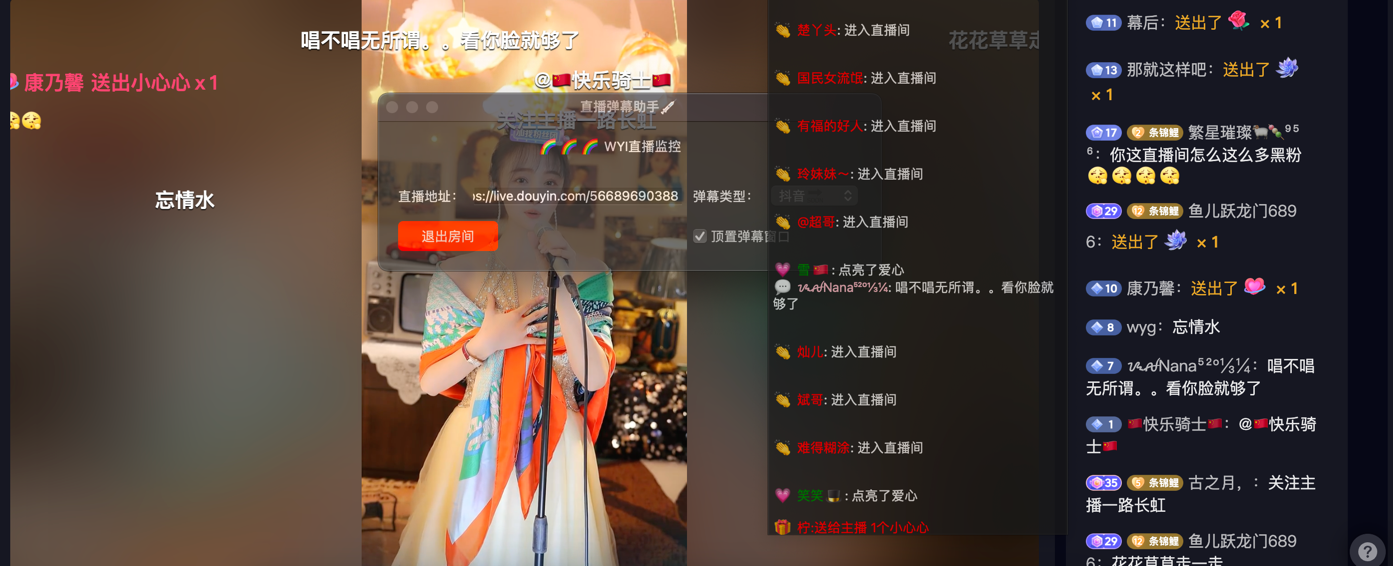 唱不唱无所谓。。看你脸就够了
康乃馨 送出小心心 x 1
@🇨🇳快乐骑士🇨🇳
关注主播一路长虹
花花草草走
忘情水
直播弹幕助手
🌈🌈🌈 WYI直播监控
直播地址：
s://live.douyin.com/56689690388
弹幕类型：
抖音
退出房间
顶置弹幕窗口
👏 楚丫头: 进入直播间
👏 国民女流氓: 进入直播间
👏 有福的好人: 进入直播间
👏 玲妹妹～: 进入直播间
👏 @超哥: 进入直播间
💗 雪🇨🇳: 点亮了爱心
💬 Nana⁵²⁰¹⅓¼: 唱不唱无所谓。。看你脸就
够了
👏 灿儿: 进入直播间
👏 斌哥: 进入直播间
👏 难得糊涂: 进入直播间
💗 笑笑: 点亮了爱心
🎁 柠:送给主播 1个小心心
11 幕后：送出了🌹 × 1
13 那就这样吧：送出了
× 1
17 2 条锦鲤 繁星璀璨🐏🍬⁹⁵
⁶：你这直播间怎么这么多黑粉
29 12 条锦鲤 鱼儿跃龙门689
6：送出了 × 1
10 康乃馨：送出了 × 1
8 wyg：忘情水
7 Nana⁵²⁰¹⅓¼：唱不唱
无所谓。。看你脸就够了
1 🇨🇳快乐骑士🇨🇳：@🇨🇳快乐骑
士🇨🇳
35 5 条锦鲤 古之月，：关注主
播一路长虹
29 12 条锦鲤 鱼儿跃龙门689
6：花花草草走一走
?